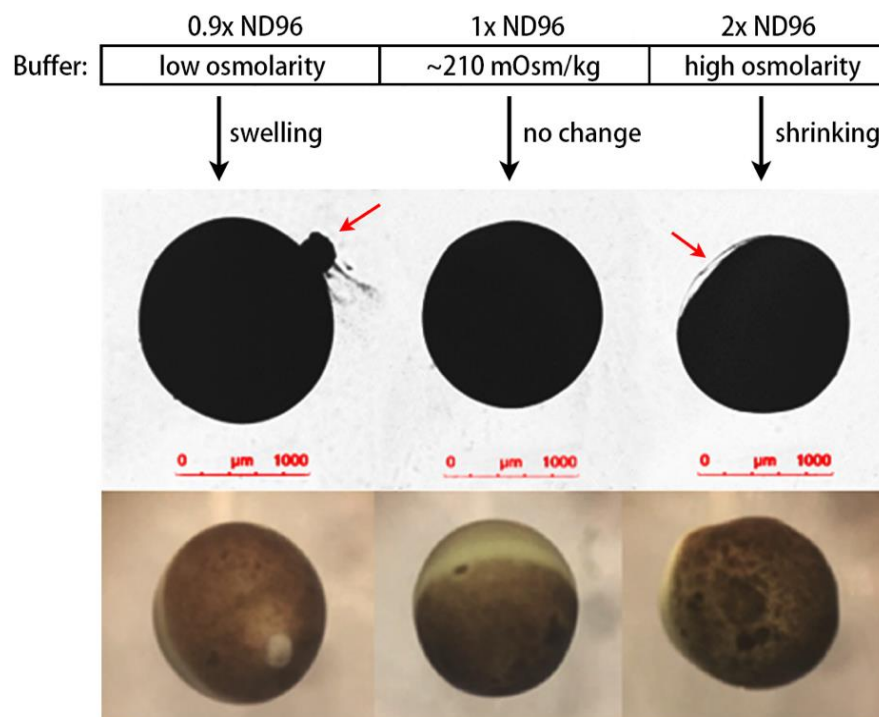 0.9x ND96 1x ND96 2x ND96
Buffer: low osmolarity ~210 mOsm/kg high osmolarity
swelling no change shrinking
0 µm 1000 0 µm 1000 0 µm 1000